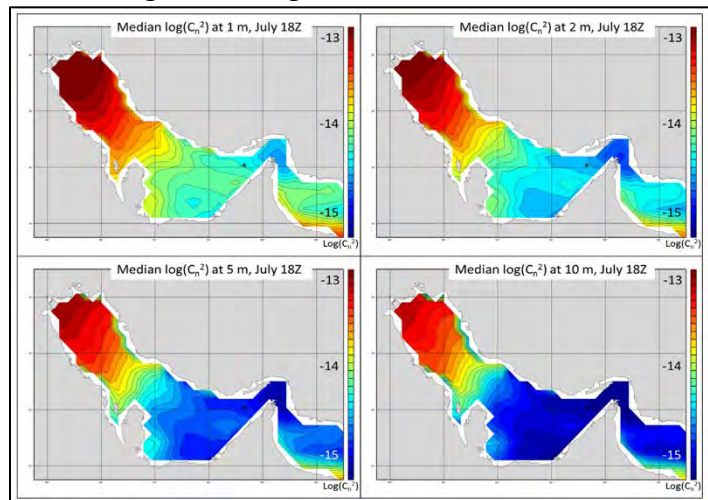 Median log(Cₙ²) at 1 m, July 18Z
-13
-14
-15
Log(Cₙ²)
Median log(Cₙ²) at 2 m, July 18Z
-13
-14
-15
Log(Cₙ²)
Median log(Cₙ²) at 5 m, July 18Z
-13
-14
-15
Log(Cₙ²)
Median log(Cₙ²) at 10 m, July 18Z
-13
-14
-15
Log(Cₙ²)